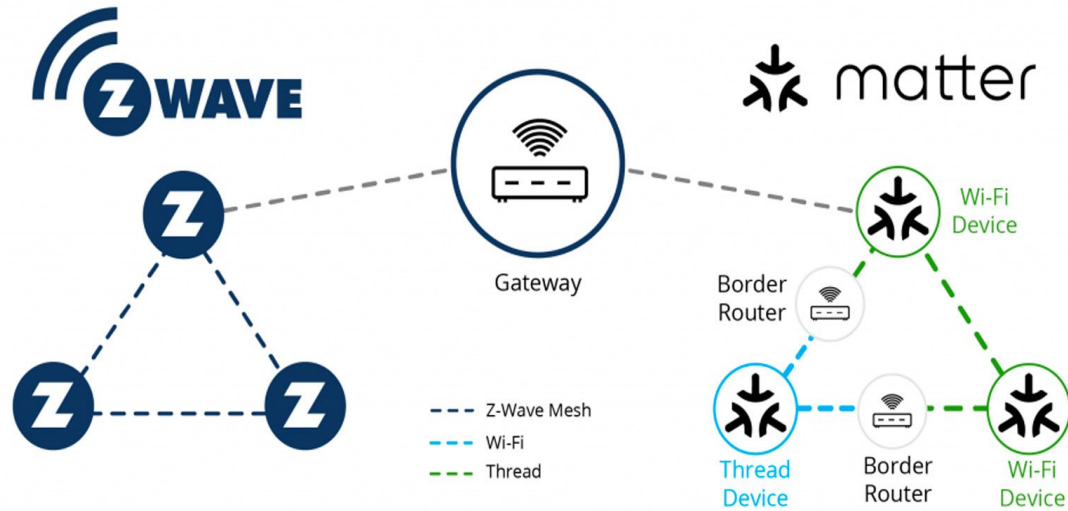 Z WAVE
matter
Z
Wi-Fi
Device
Gateway
Border
Router
Z
Z
Z-Wave Mesh
Wi-Fi
Thread
Thread
Device
Border
Router
Wi-Fi
Device